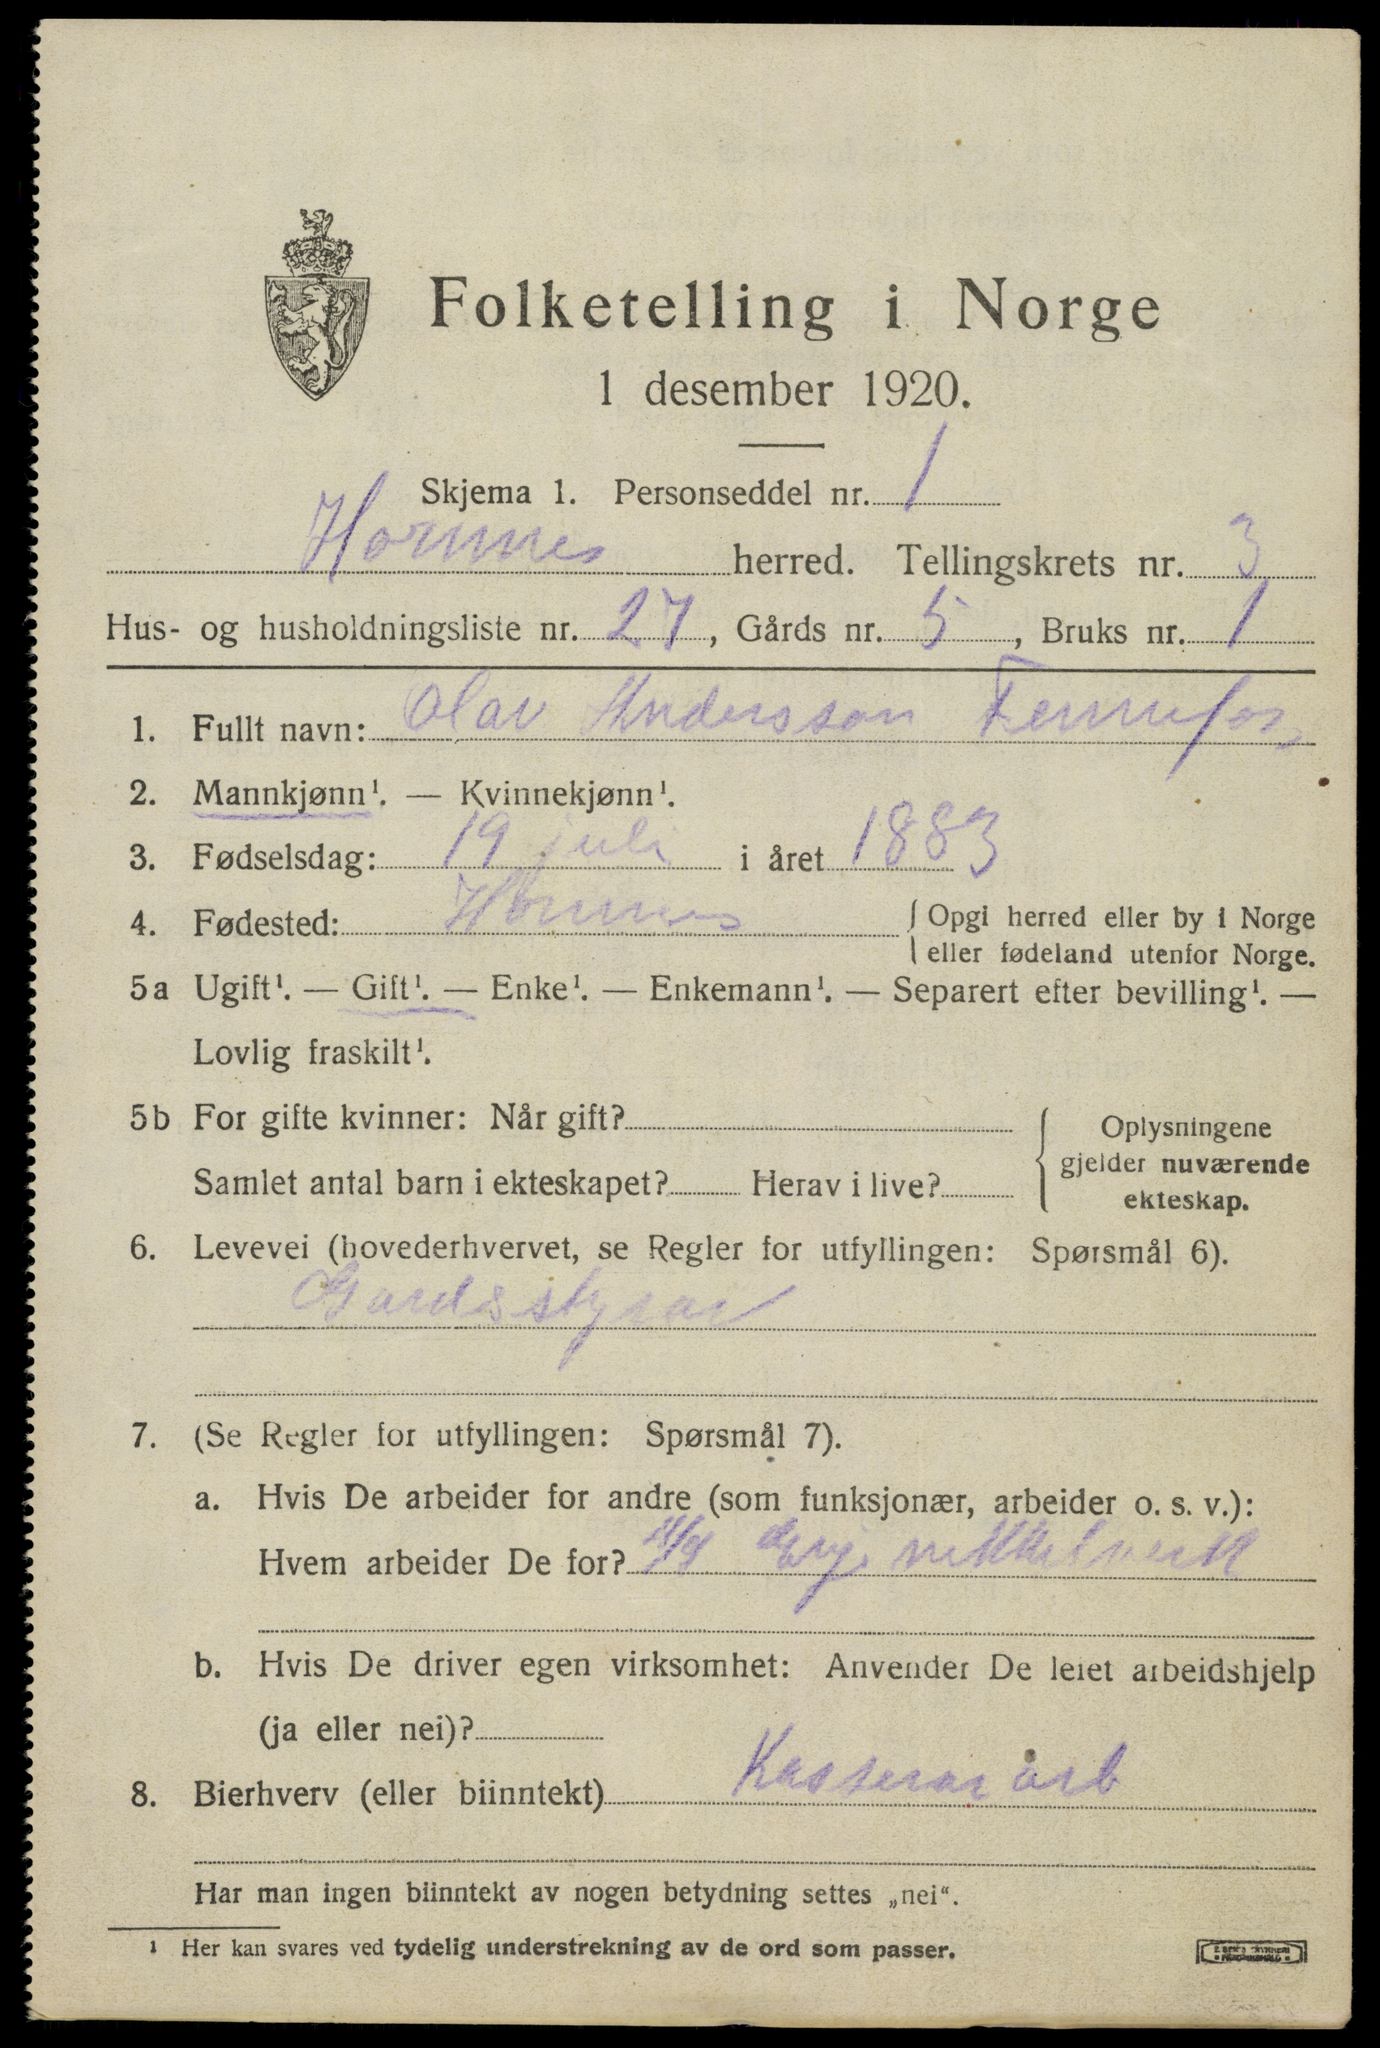 Folketelling i Norge
1 desember 1920.
Skjema 1. Personseddel nr. 1
Hornnes herred. Tellingskrets nr. 3
Hus- og husholdningsliste nr. 27, Gårds nr. 5, Bruks nr. 1
1. Fullt navn: Olav Andersson Fennefos
2. Mannkjønn¹. — Kvinnekjønn¹.
3. Fødselsdag: 19 juli i året 1883
4. Fødested: Hornnes { Opgi herred eller by i Norge
eller fødeland utenfor Norge.
5a Ugift¹. — Gift¹. — Enke¹. — Enkemann¹. — Separert efter bevilling¹. —
Lovlig fraskilt¹.
5b For gifte kvinner: Når gift? { Oplysningene
gjelder nuværende
Samlet antal barn i ekteskapet? Herav i live?
ekteskap.
6. Levevei (hovederhvervet, se Regler for utfyllingen: Spørsmål 6).
Gardsstyrar
7. (Se Regler for utfyllingen: Spørsmål 7).
a. Hvis De arbeider for andre (som funksjonær, arbeider o. s. v.):
Hvem arbeider De for? Evje nikkelverk
b. Hvis De driver egen virksomhet: Anvender De leiet arbeidshjelp
(ja eller nei)?
8. Bierhverv (eller biinntekt) Kasserar arb
Har man ingen biinntekt av nogen betydning settes „nei“.
¹ Her kan svares ved tydelig understrekning av de ord som passer.